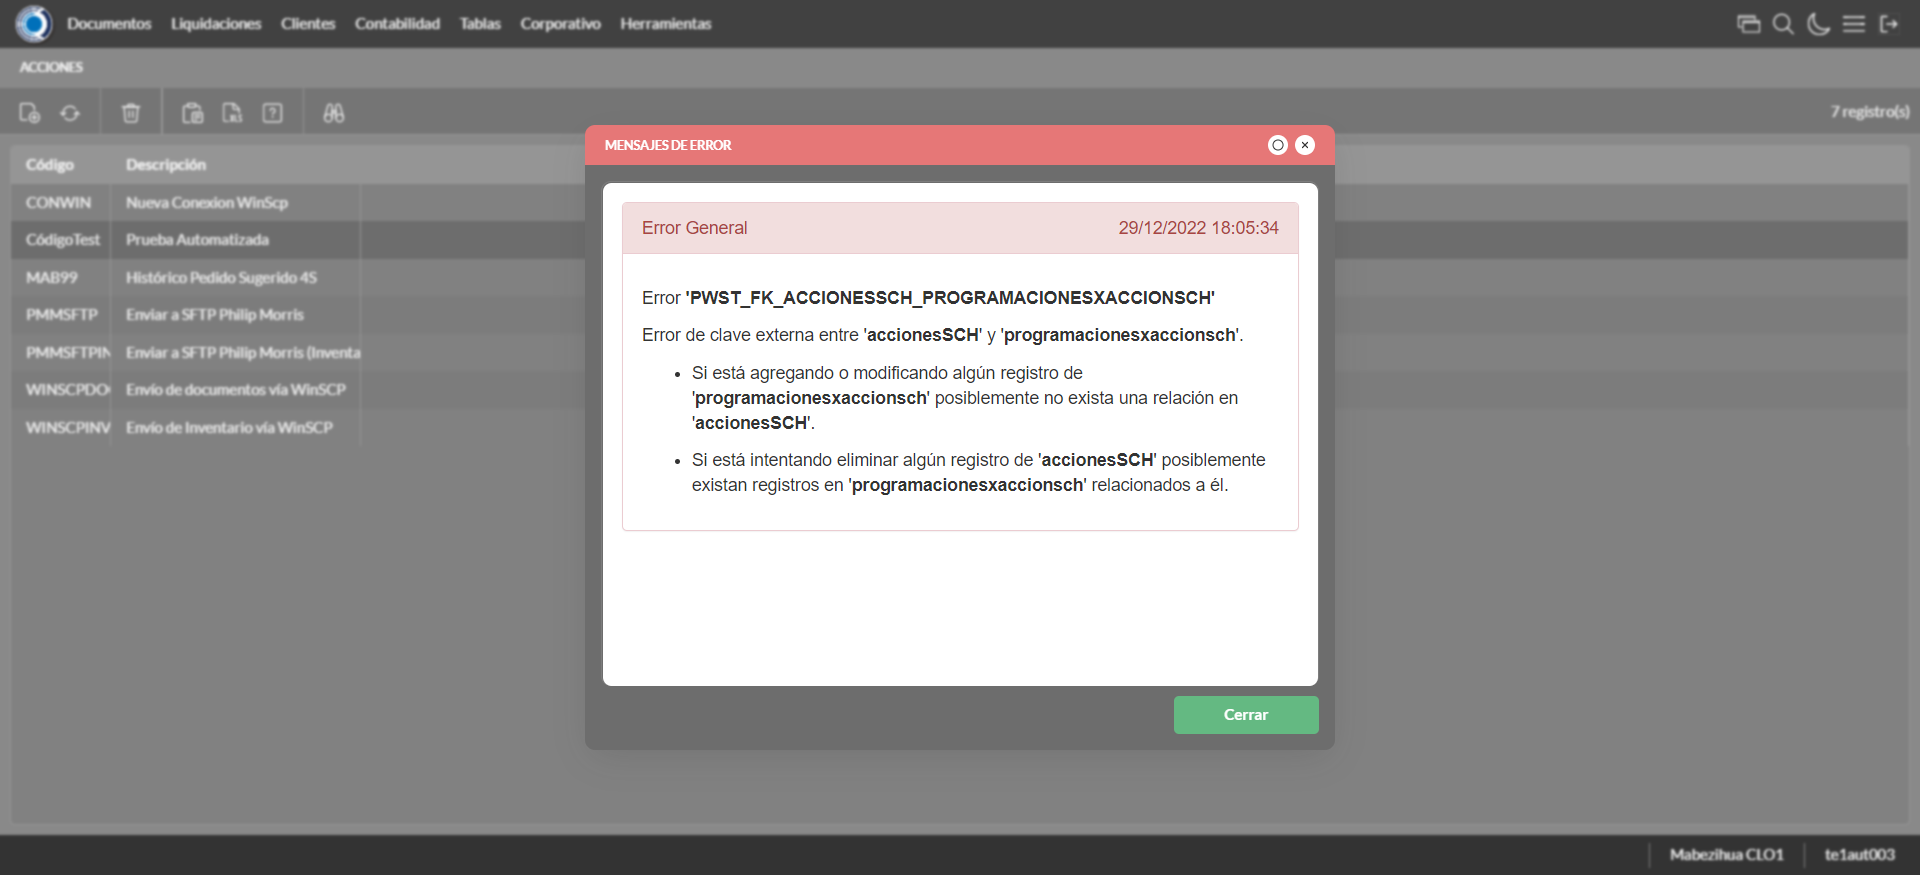 Documentos Liquidaciones Clientes Contabilidad Tablas Corporativo Herramientas
ACCIONES
7 registro(s)
Código Descripción
CONWIN Nueva Conexion WinScp
CódigoTest Prueba Automatizada
MAB99 Histórico Pedido Sugerido 4S
PMMSFTP Enviar a SFTP Philip Morris
PMMSFTPIN Enviar a SFTP Philip Morris (Inventa
WINSCPDO Envío de documentos vía WinSCP
WINSCPINV Envío de Inventario vía WinSCP
MENSAJES DE ERROR
Error General 29/12/2022 18:05:34
Error 'PWST_FK_ACCIONESSCH_PROGRAMACIONESXACCIONSCH'
Error de clave externa entre 'accionesSCH' y 'programacionesxaccionsch'.
• Si está agregando o modificando algún registro de
'programacionesxaccionsch' posiblemente no exista una relación en
'accionesSCH'.
• Si está intentando eliminar algún registro de 'accionesSCH' posiblemente
existan registros en 'programacionesxaccionsch' relacionados a él.
Cerrar
Mabezihua CLO1 te1aut003